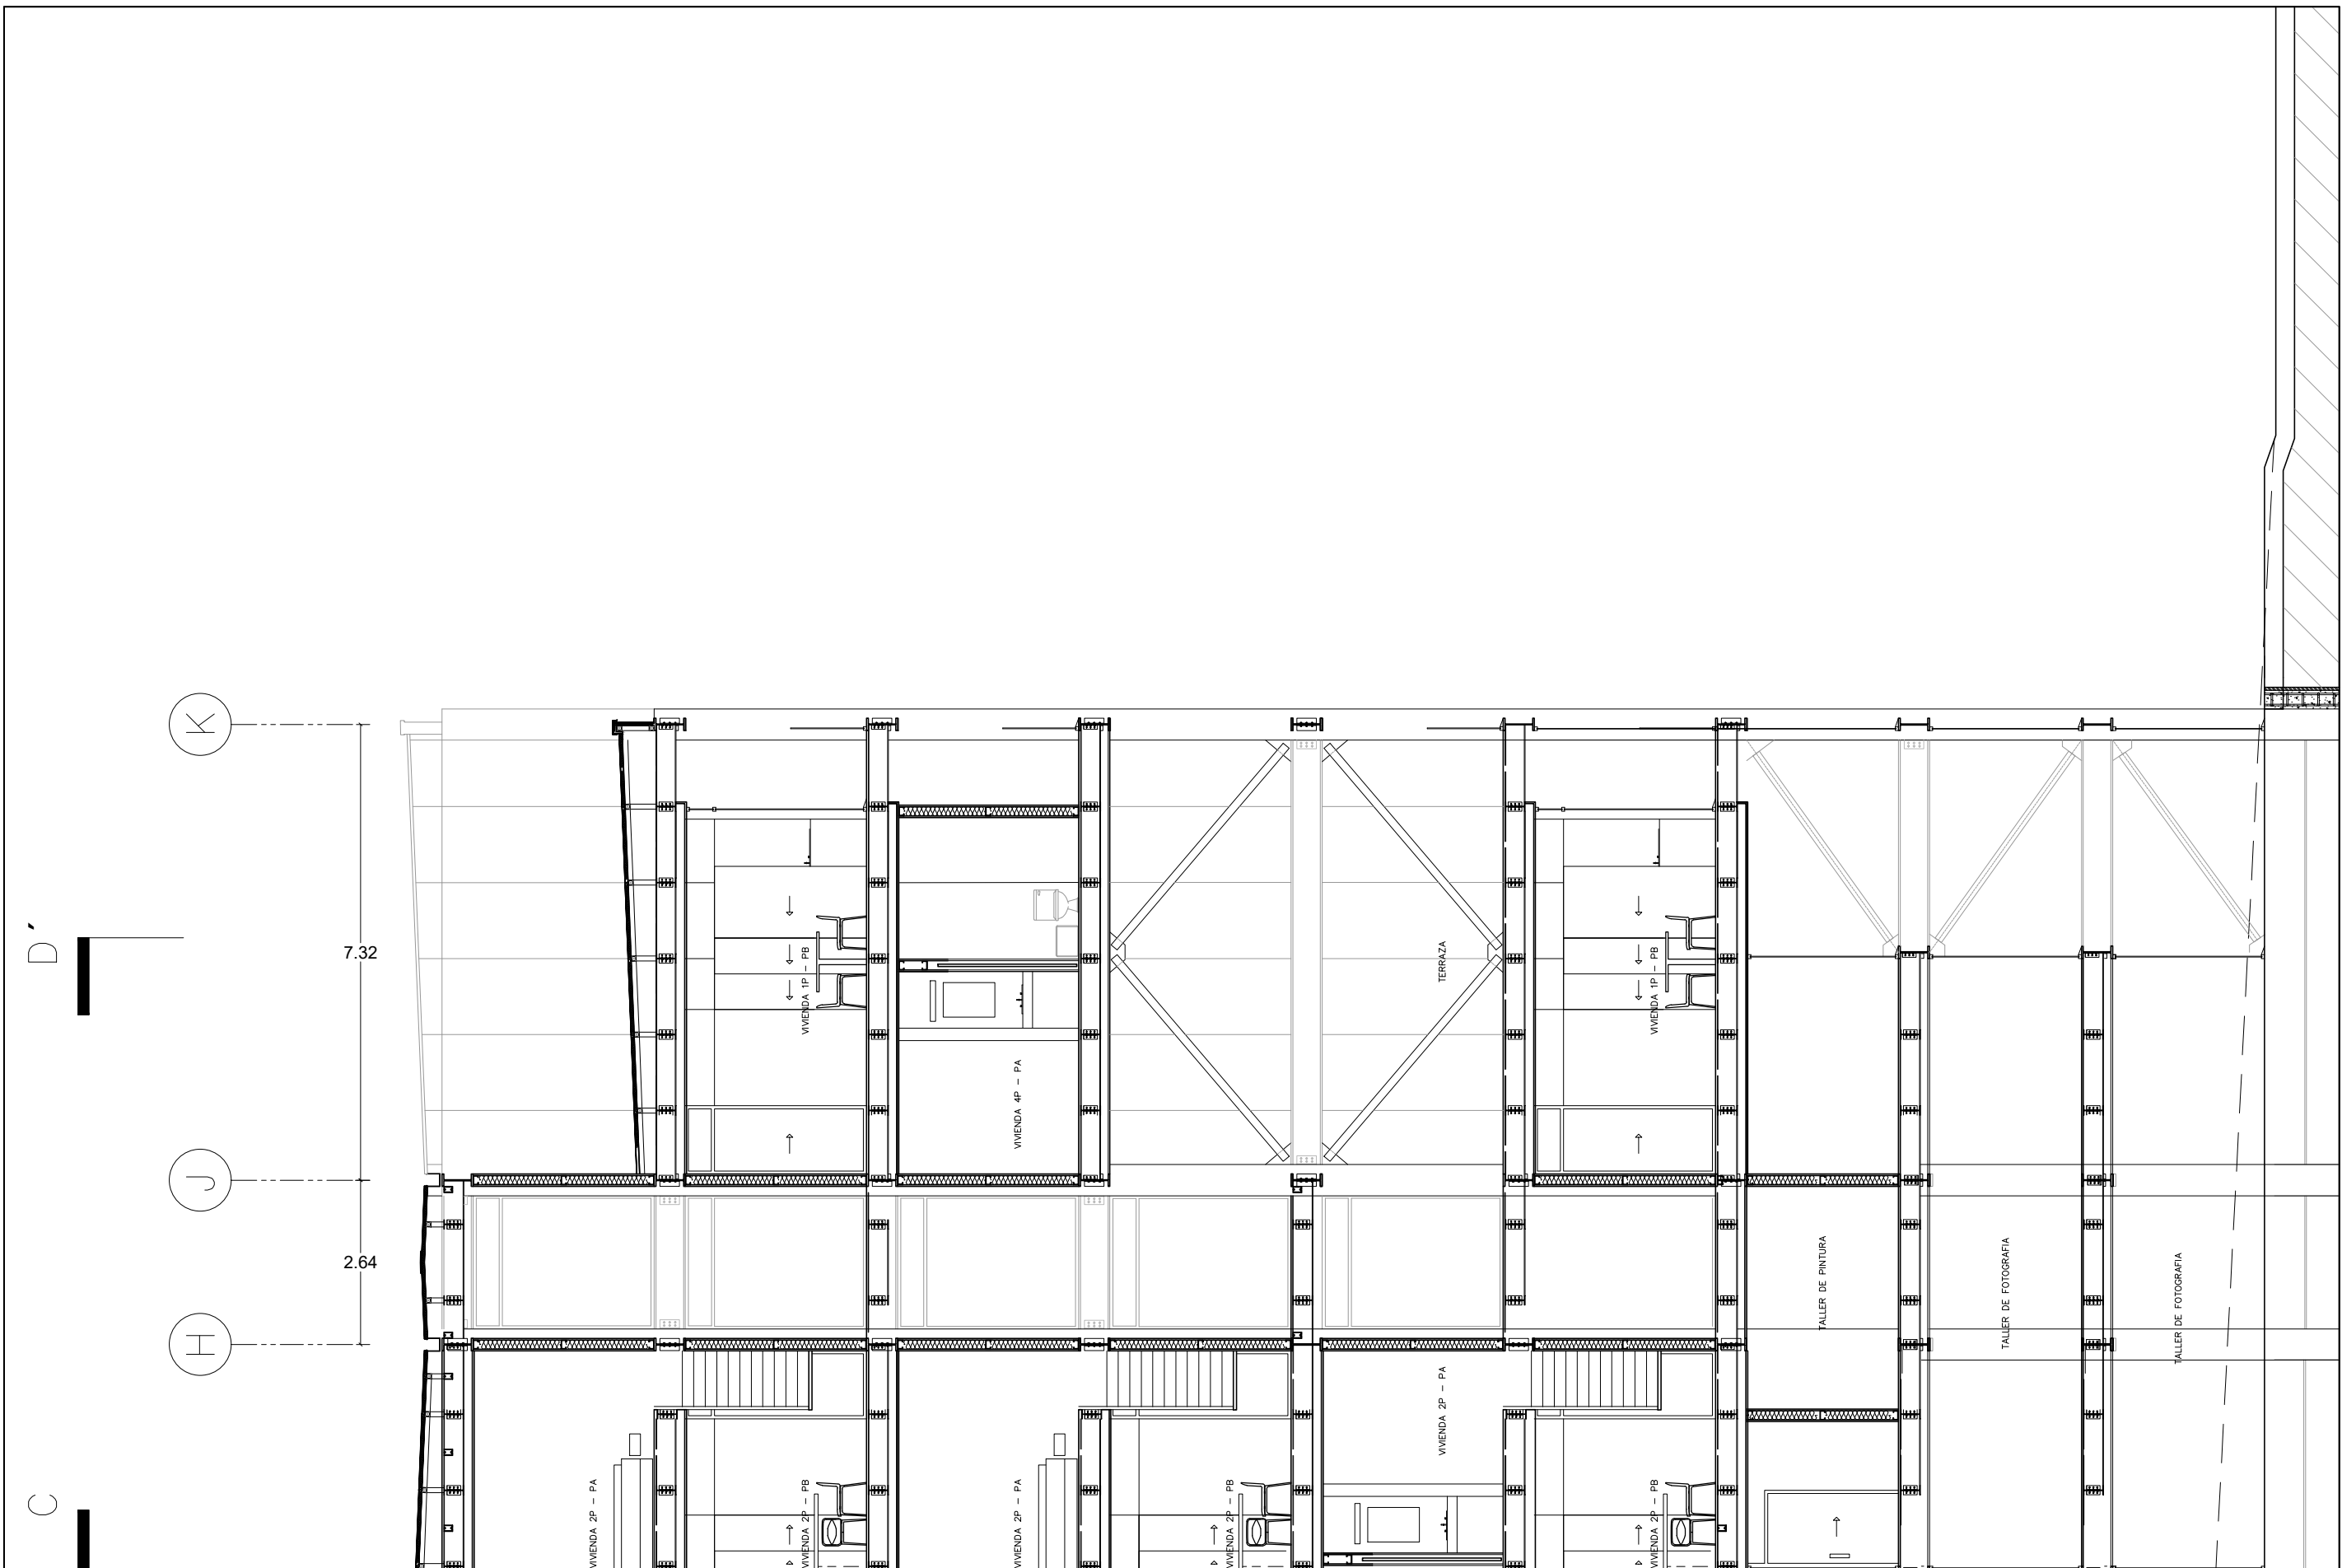 K
D´
7.32
J
2.64
H
C
VIVIENDA 1P - PB
VIVIENDA 4P - PA
TERRAZA
VIVIENDA 1P - PB
TALLER DE PINTURA
TALLER DE FOTOGRAFIA
TALLER DE FOTOGRAFIA
VIVIENDA 2P - PA
VIVIENDA 2P - PB
VIVIENDA 2P - PA
VIVIENDA 2P - PB
VIVIENDA 2P - PA
VIVIENDA 2P - PB